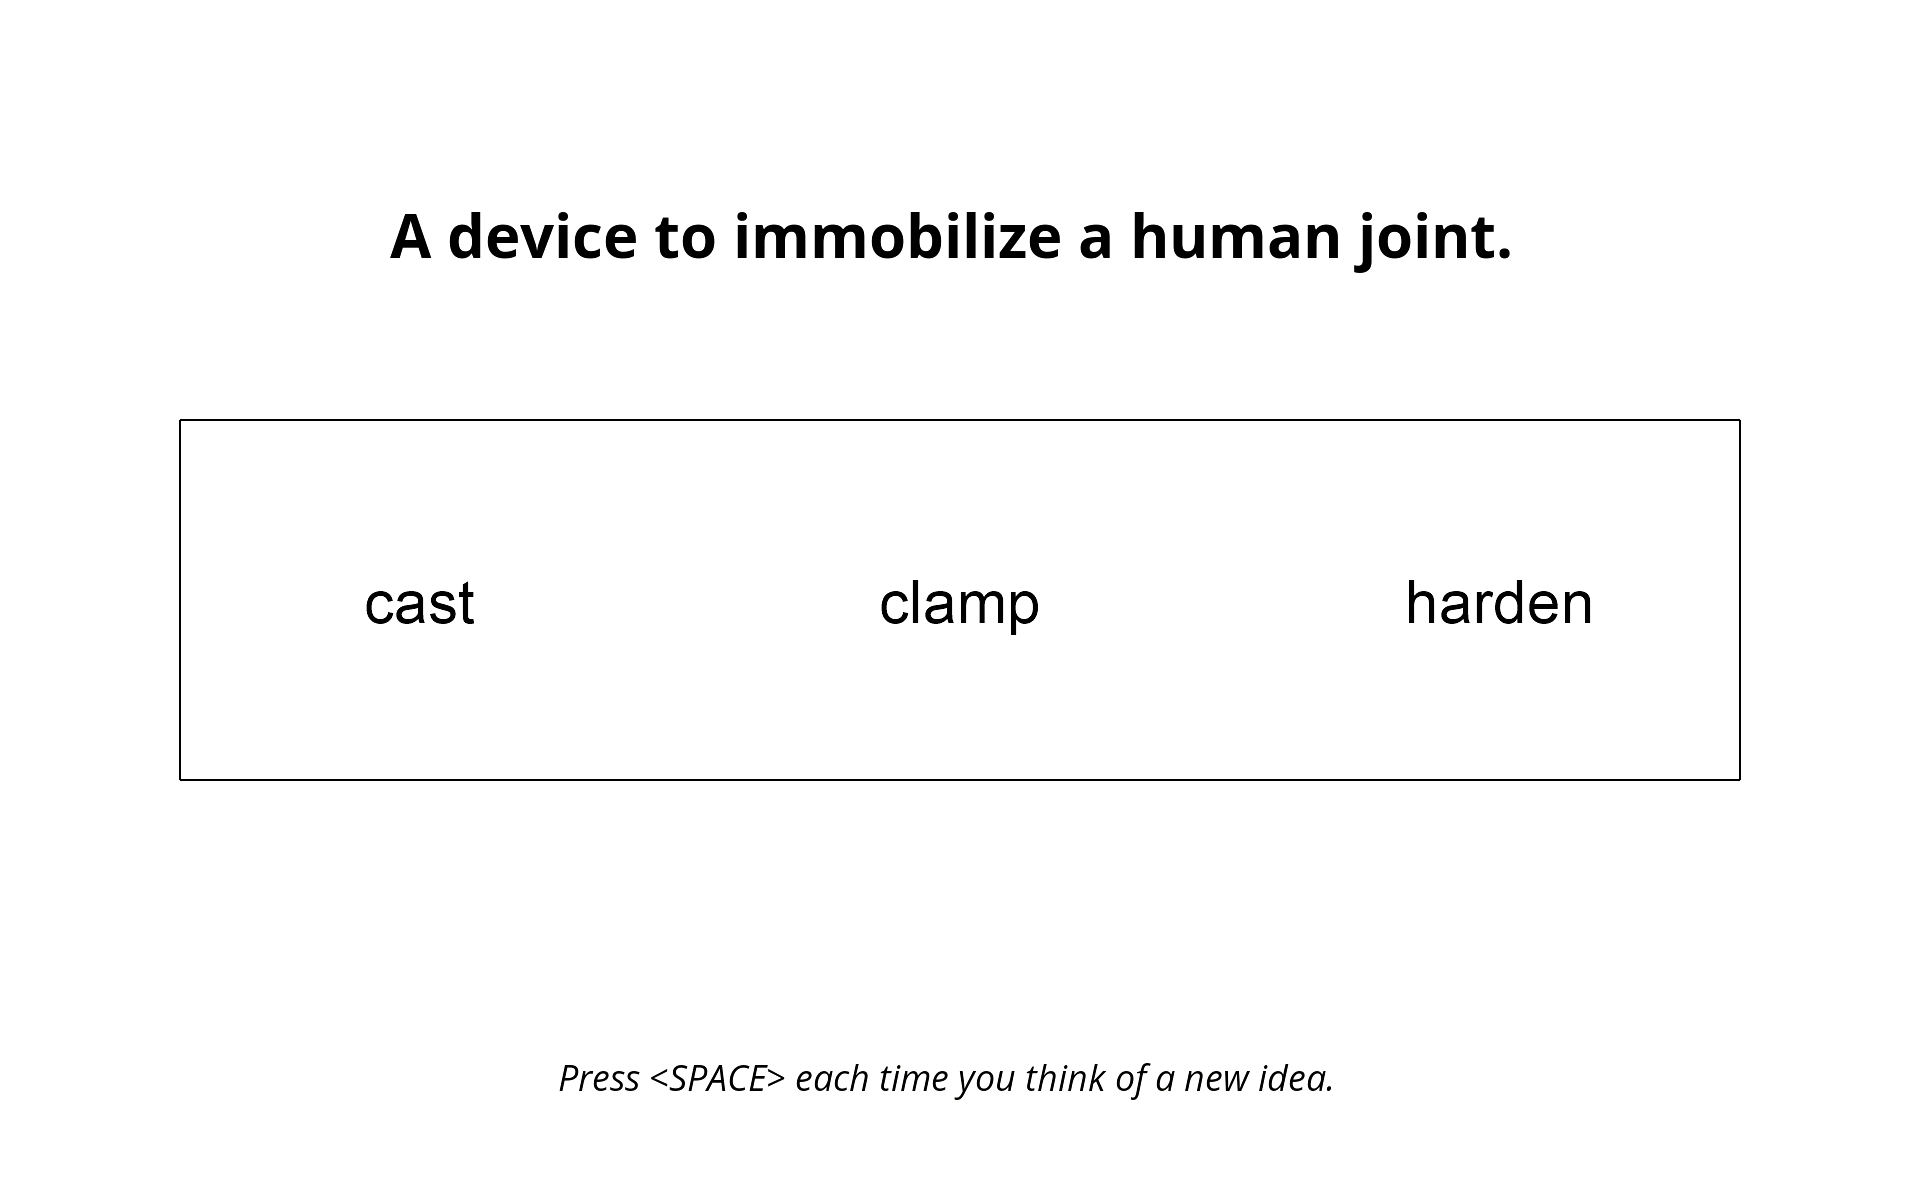 A device to immobilize a human joint.
cast clamp harden
Press <SPACE> each time you think of a new idea.